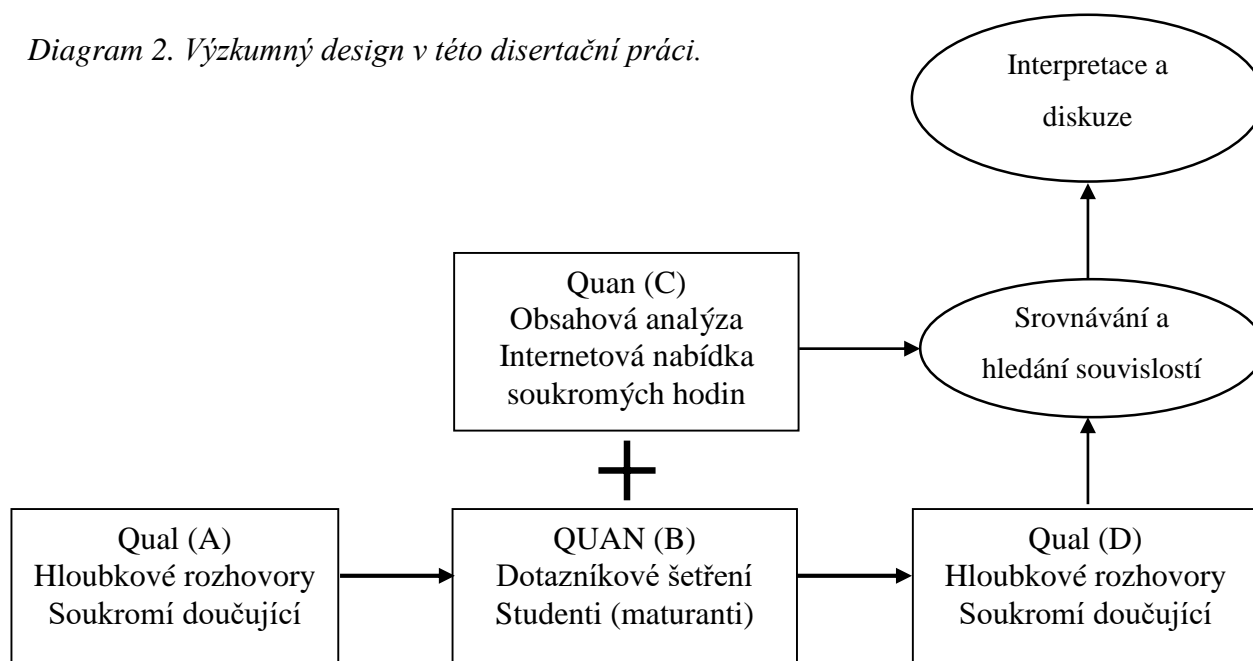 Diagram 2. Výzkumný design v této disertační práci.
Interpretace a
diskuze
Quan (C)
Obsahová analýza
Internetová nabídka
soukromých hodin
Srovnávání a
hledání souvislostí
Qual (A)
Hloubkové rozhovory
Soukromí doučující
QUAN (B)
Dotazníkové šetření
Studenti (maturanti)
Qual (D)
Hloubkové rozhovory
Soukromí doučující